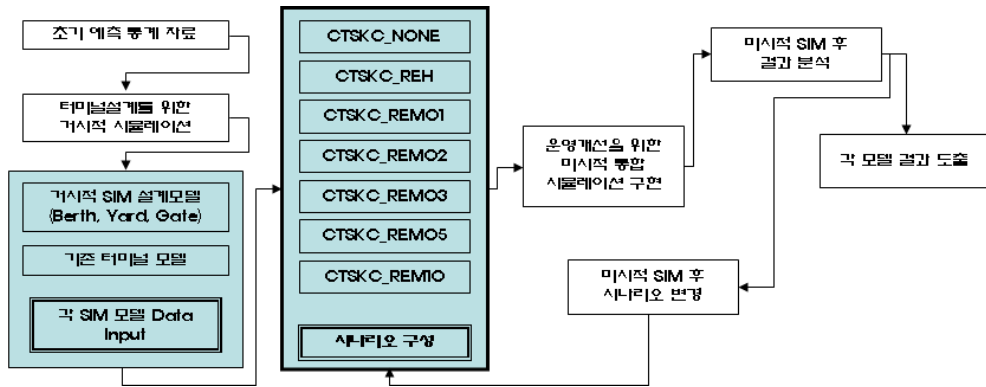 초기 예측 통계 자료
터미널설계를 위한
거시적 시뮬레이션
거시적 SIM 설계모델
(Berth, Yard, Gate)
기존 터미널 모델
각 SIM 모델 Data
Input
CTSKC_NONE
CTSKC_REH
CTSKC_REMO1
CTSKC_REMO2
CTSKC_REMO3
CTSKC_REMO5
CTSKC_REM1O
시나리오 구성
운영개선을 위한
미시적 통합
시뮬레이션 구현
미시적 SIM 후
결과 분석
각 모델 결과 도출
미시적 SIM 후
시나리오 변경